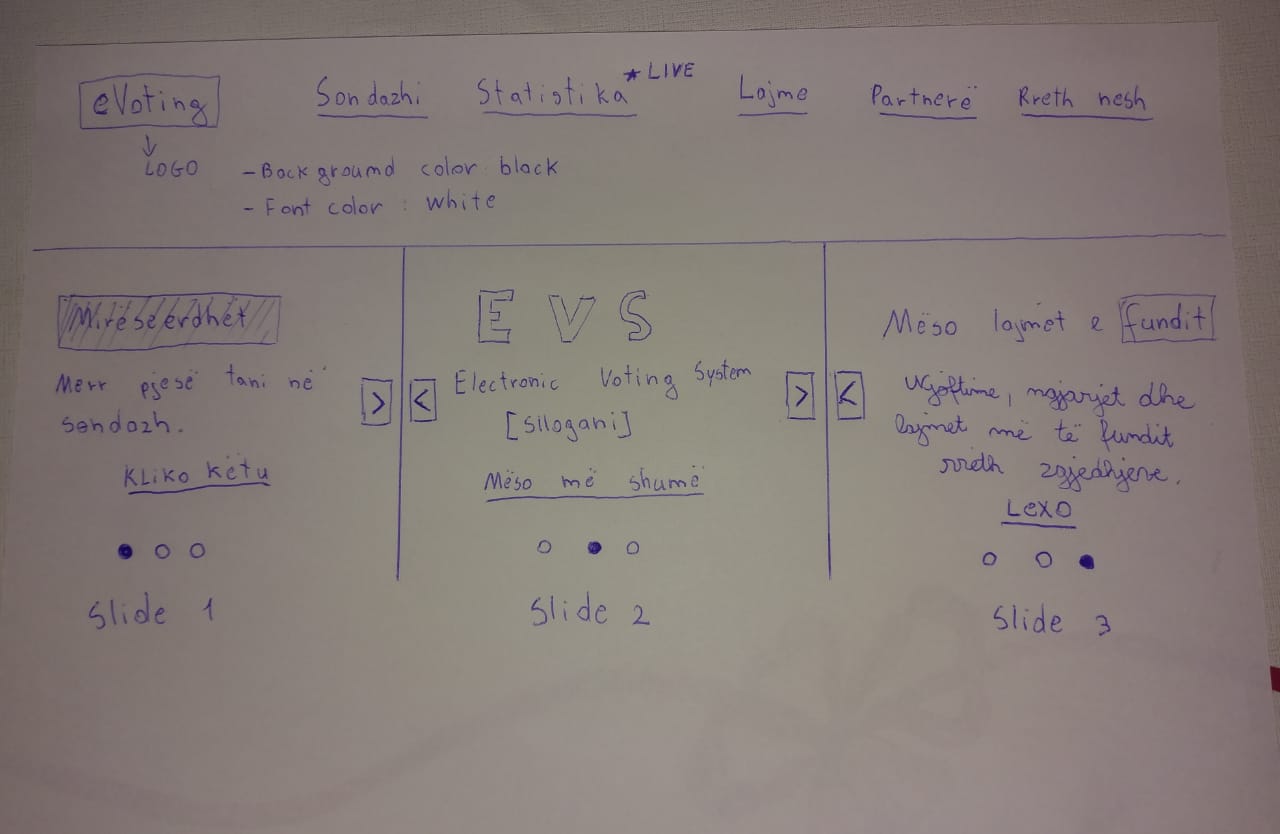 eVoting Sondazhi Statistika *LIVE Lajme Partnerë Rreth nesh
LOGO
- Background color black
- Font color : white
Mirëseerdhët
Merr pjesë tani në
sondazh.
Kliko këtu
Slide 1
EVS
Electronic Voting System
[Sllogani]
Mëso më shumë
Slide 2
Mëso lajmet e fundit
Njoftime, ngjarjet dhe
lajmet më të fundit
rreth zgjedhjeve.
Lexo
Slide 3